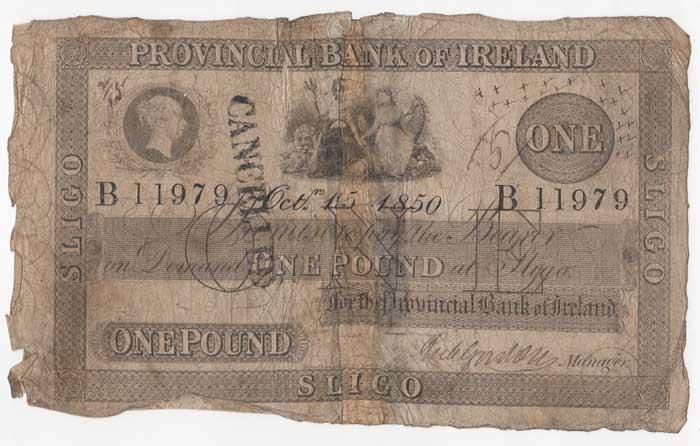 PROVINCIAL BANK OF IRELAND
ONE
CANCELLED
B 11979 Octr. 15 1850 B 11979
SLIGO
SLIGO
I promise to pay the Bearer
on Demand ONE POUND at Sligo
For the Provincial Bank of Ireland
ONE POUND
Manager
SLIGO